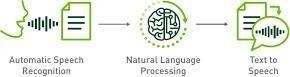 Automatic Speech
Recognition
Natural Language
Processing
Text to
Speech